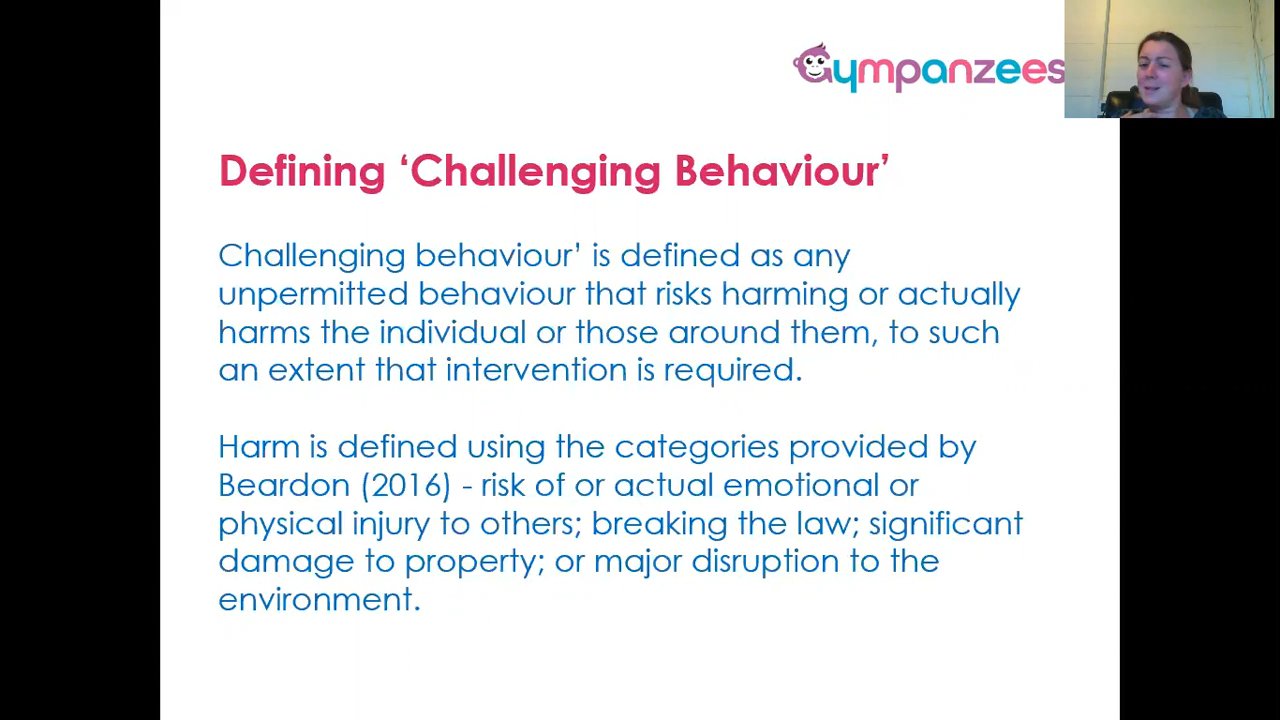 Gympanzees
Defining ‘Challenging Behaviour’
Challenging behaviour’ is defined as any
unpermitted behaviour that risks harming or actually
harms the individual or those around them, to such
an extent that intervention is required.
Harm is defined using the categories provided by
Beardon (2016) - risk of or actual emotional or
physical injury to others; breaking the law; significant
damage to property; or major disruption to the
environment.